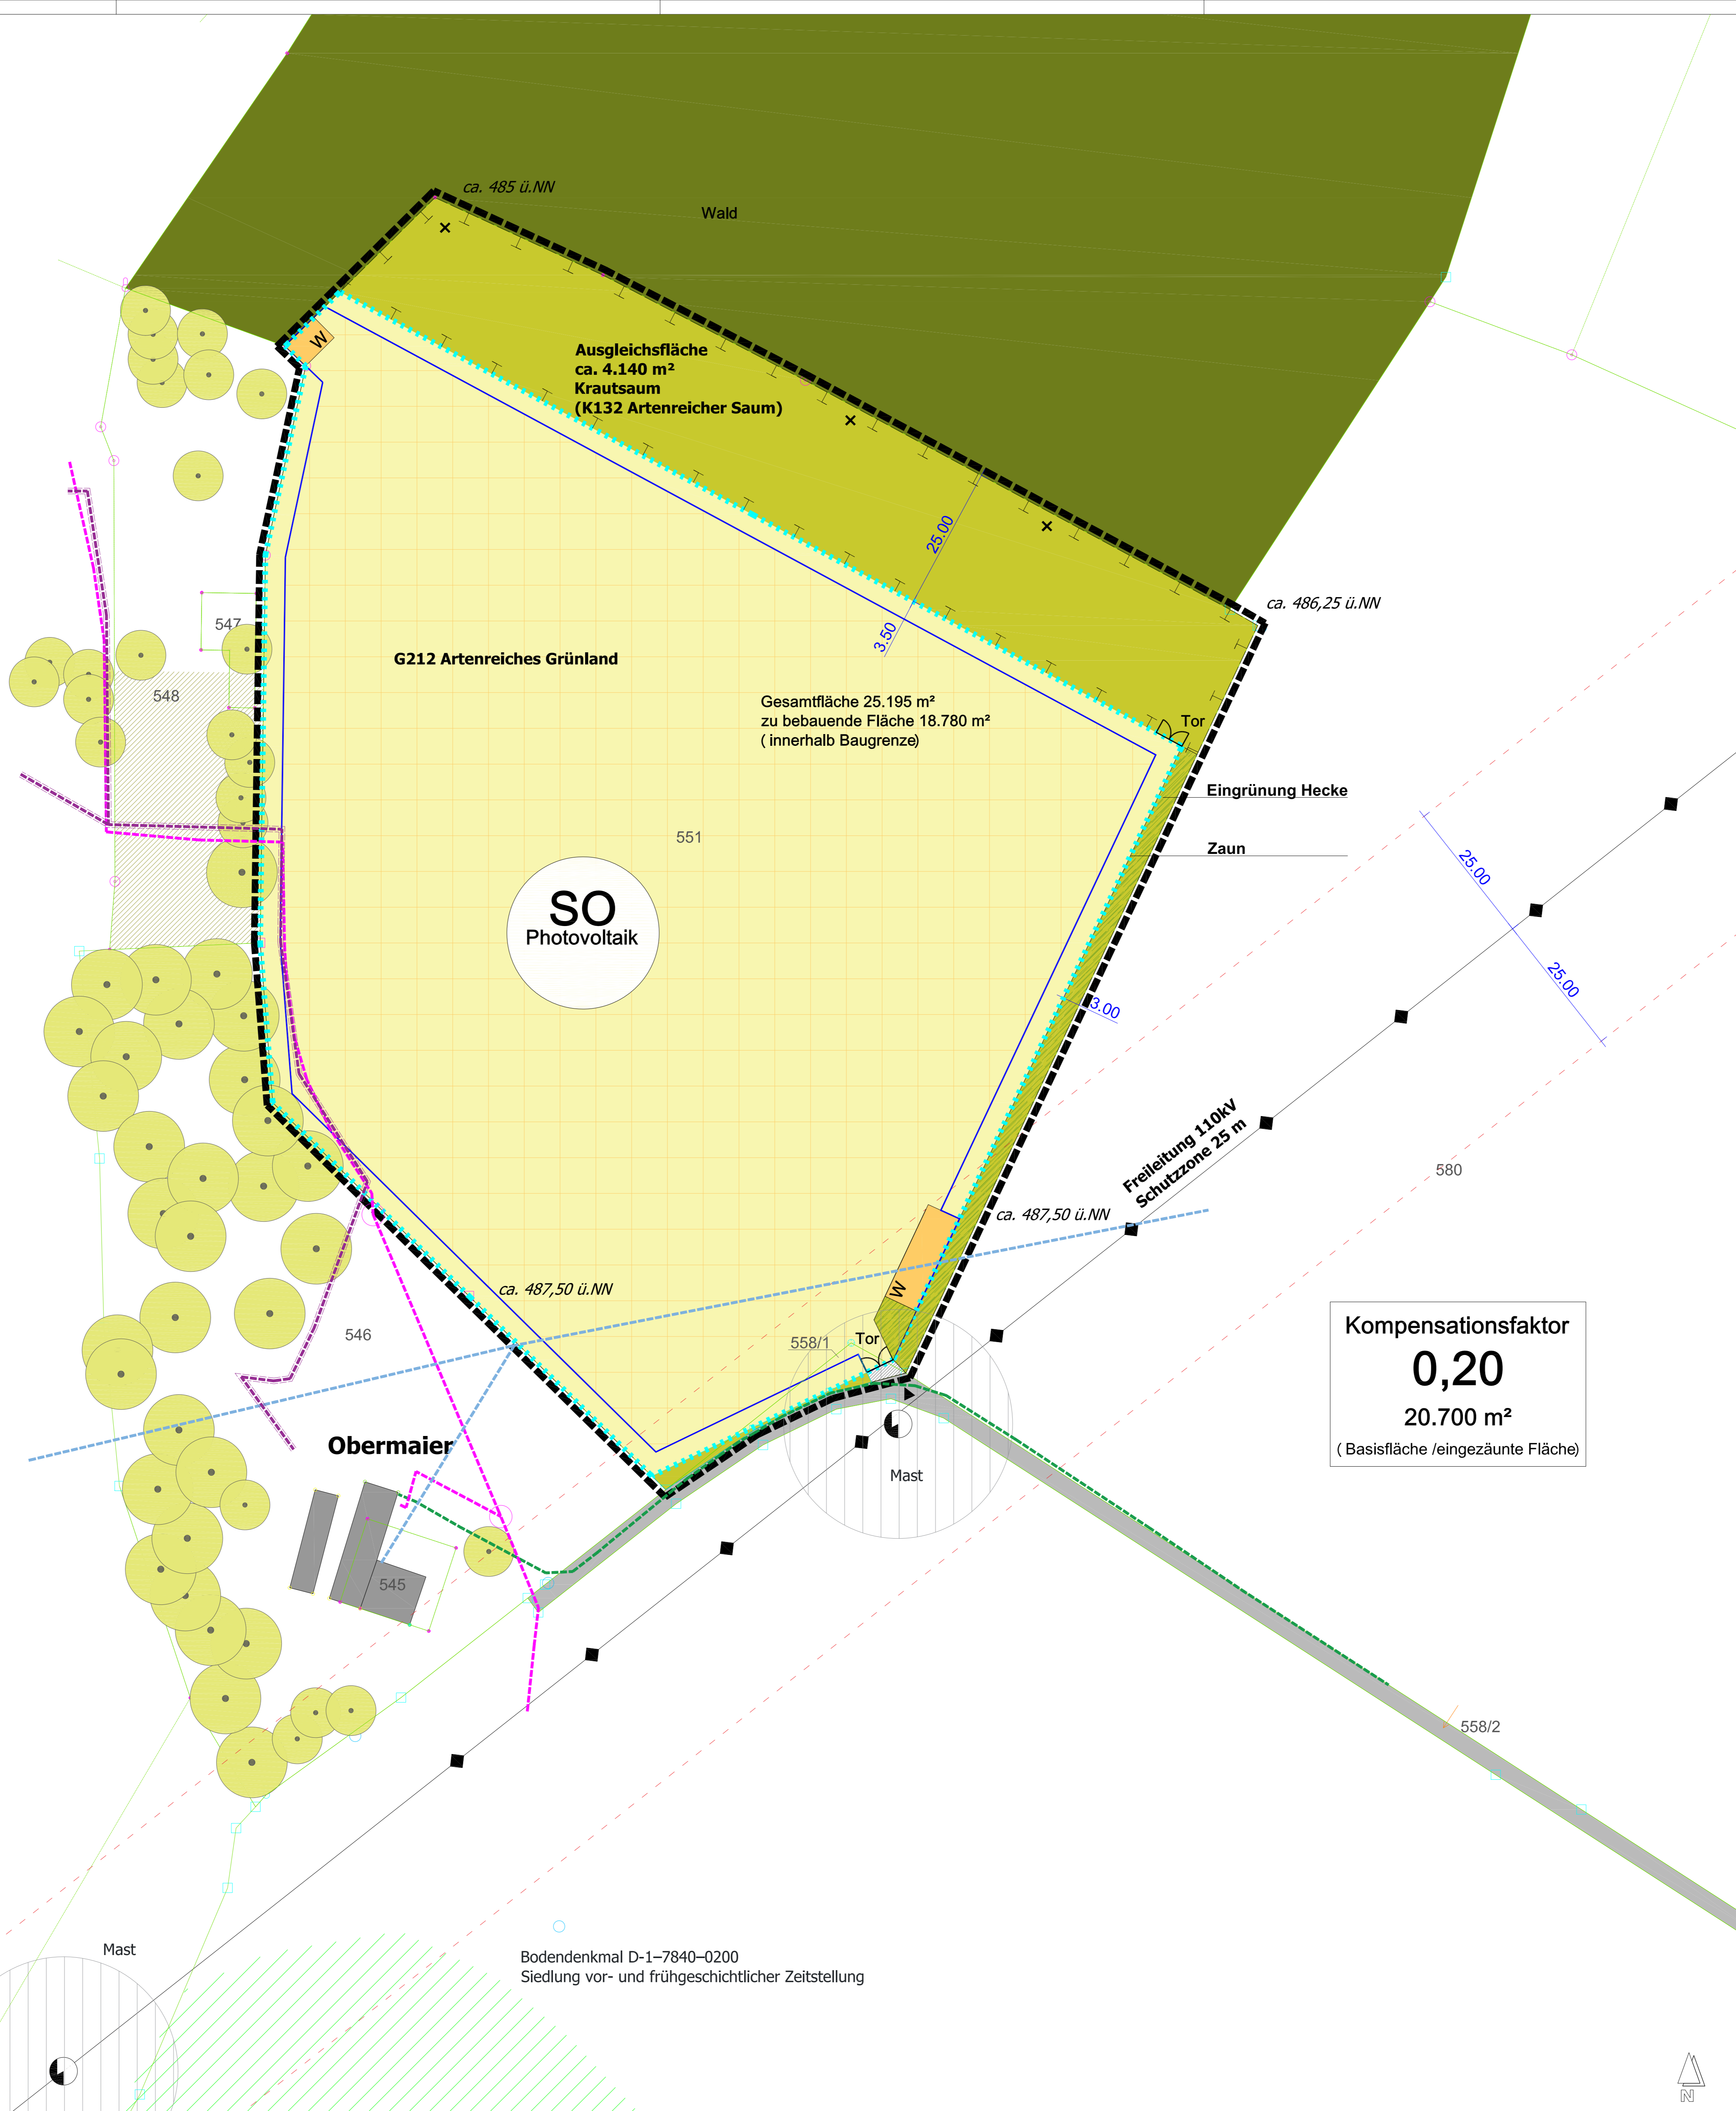 ca. 485 ü.NN
Wald
W
Ausgleichsfläche
ca. 4.140 m²
Krautsaum
(K132 Artenreicher Saum)
25.00
3.50
ca. 486,25 ü.NN
547
548
G212 Artenreiches Grünland
Gesamtfläche 25.195 m²
zu bebauende Fläche 18.780 m²
( innerhalb Baugrenze)
Tor
Eingrünung Hecke
551
Zaun
SO
Photovoltaik
25.00
25.00
3.00
Freileitung 110kV
Schutzzone 25 m
580
ca. 487,50 ü.NN
ca. 487,50 ü.NN
W
546
558/1
Tor
Kompensationsfaktor
0,20
20.700 m²
( Basisfläche /eingezäunte Fläche)
Obermaier
Mast
545
558/2
Mast
Bodendenkmal D-1–7840–0200
Siedlung vor- und frühgeschichtlicher Zeitstellung
N